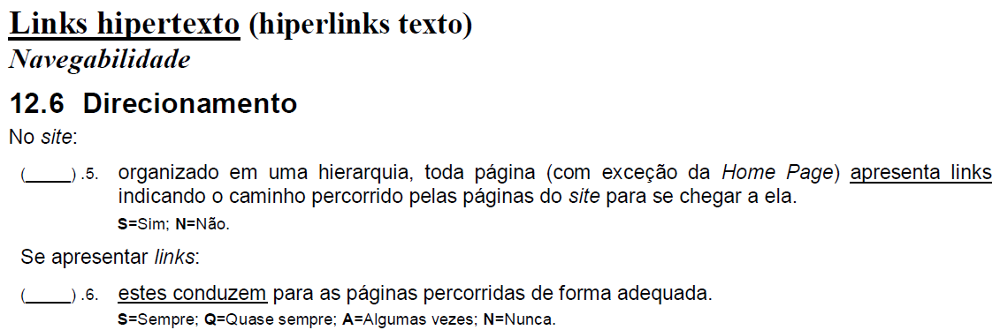 Links hipertexto (hiperlinks texto)
Navegabilidade
12.6 Direcionamento
No site:
(_____) .5. organizado em uma hierarquia, toda página (com exceção da Home Page) apresenta links
indicando o caminho percorrido pelas páginas do site para se chegar a ela.
S=Sim; N=Não.
Se apresentar links:
(_____) .6. estes conduzem para as páginas percorridas de forma adequada.
S=Sempre; Q=Quase sempre; A=Algumas vezes; N=Nunca.